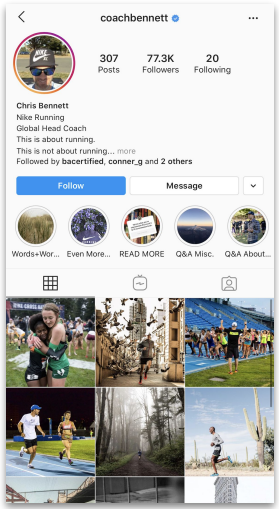 coachbennett
307
77.3K
20
Posts
Followers
Following
Chris Bennett
Nike Running
Global Head Coach
This is about running.
This is not about running... more
Followed by bacertified, conner_g and 2 others
Follow
Message
Words+Wor...
Even More...
READ MORE
Q&A Misc.
Q&A About...